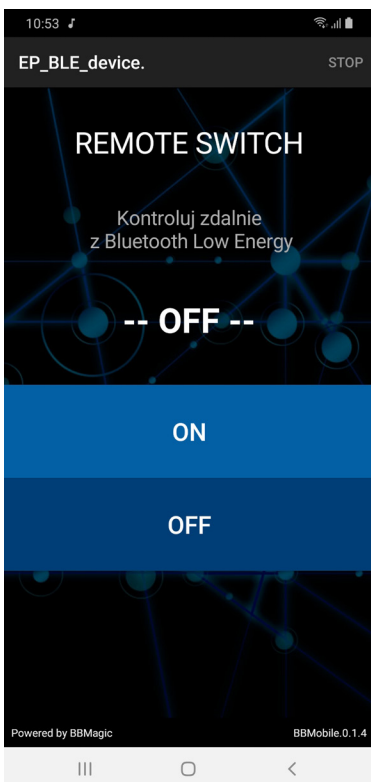 10:53
EP_BLE_device.
STOP
REMOTE SWITCH
Kontroluj zdalnie
z Bluetooth Low Energy
-- OFF --
ON
OFF
Powered by BBMagic
BBMobile.0.1.4